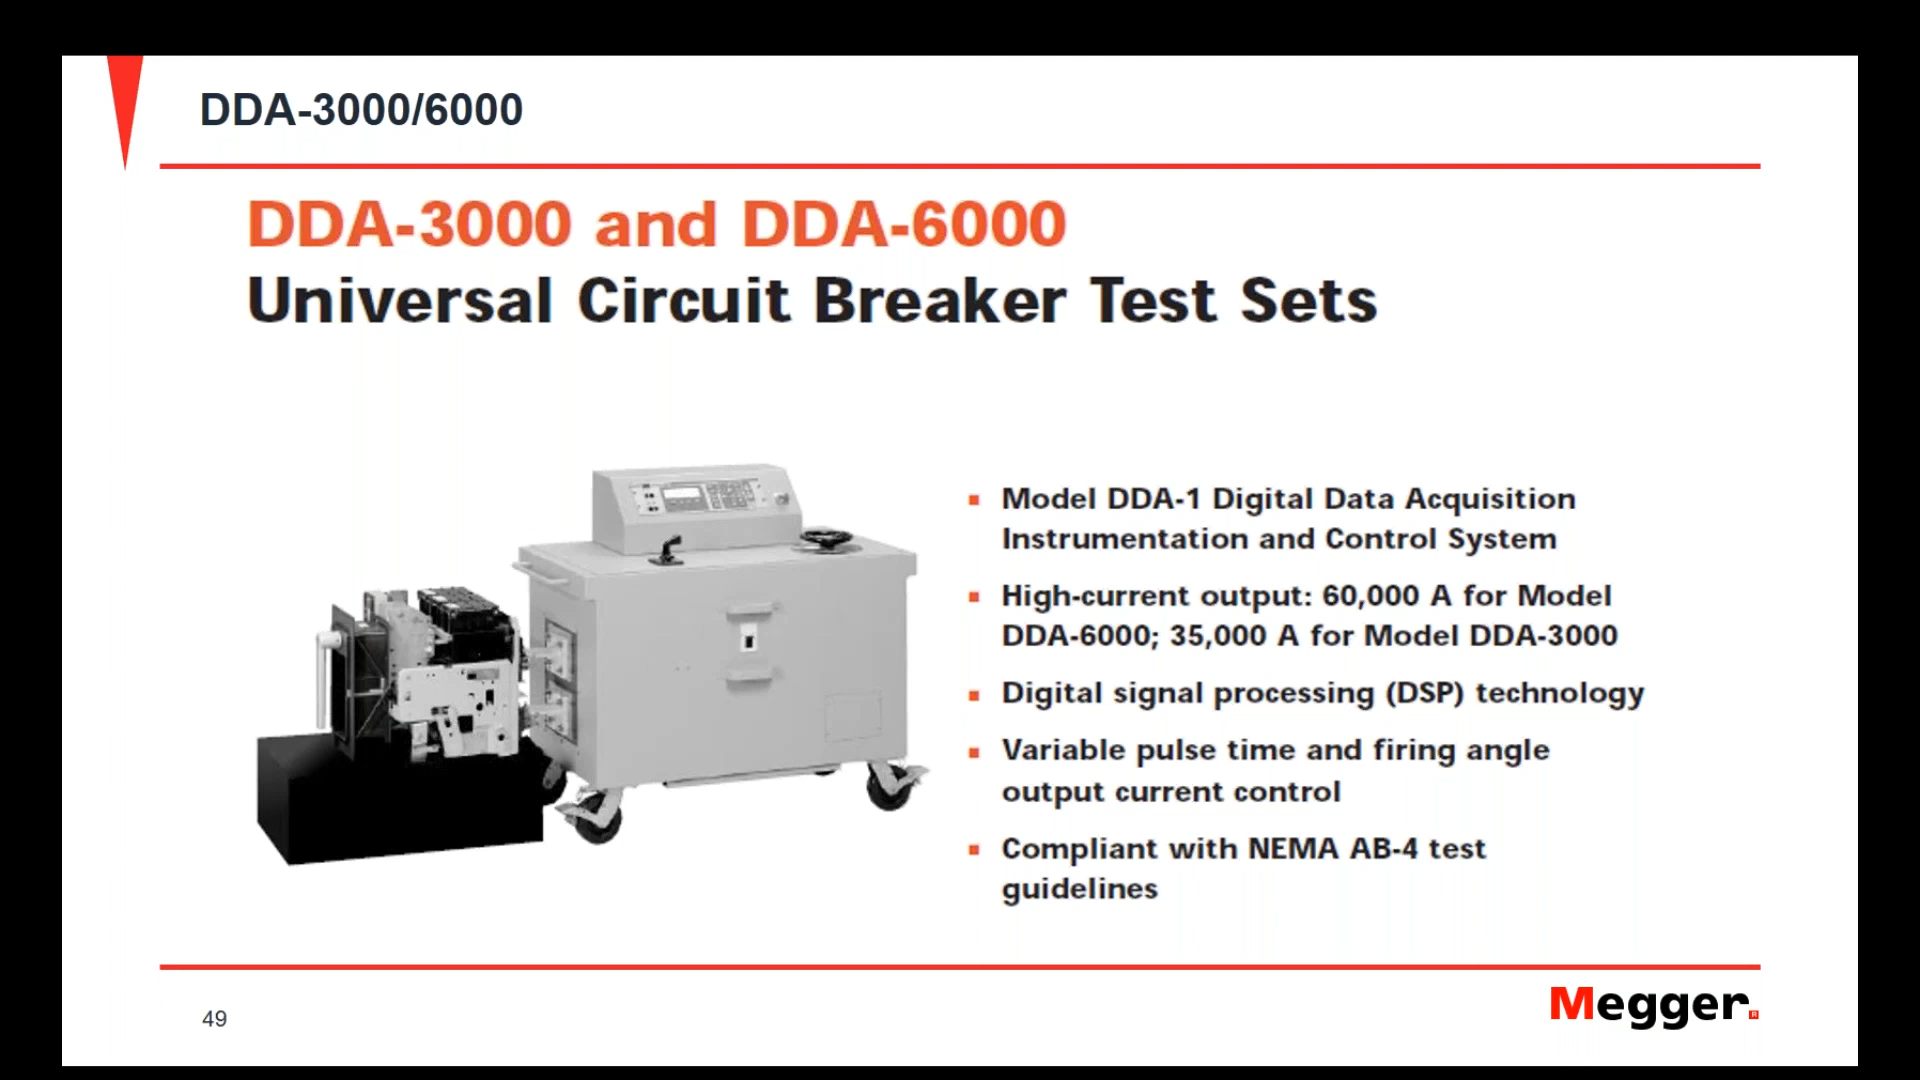 DDA-3000/6000
DDA-3000 and DDA-6000
Universal Circuit Breaker Test Sets
Model DDA-1 Digital Data Acquisition
Instrumentation and Control System
High-current output: 60,000 A for Model
DDA-6000; 35,000 A for Model DDA-3000
Digital signal processing (DSP) technology
Variable pulse time and firing angle
output current control
Compliant with NEMA AB-4 test
guidelines
49
Megger.